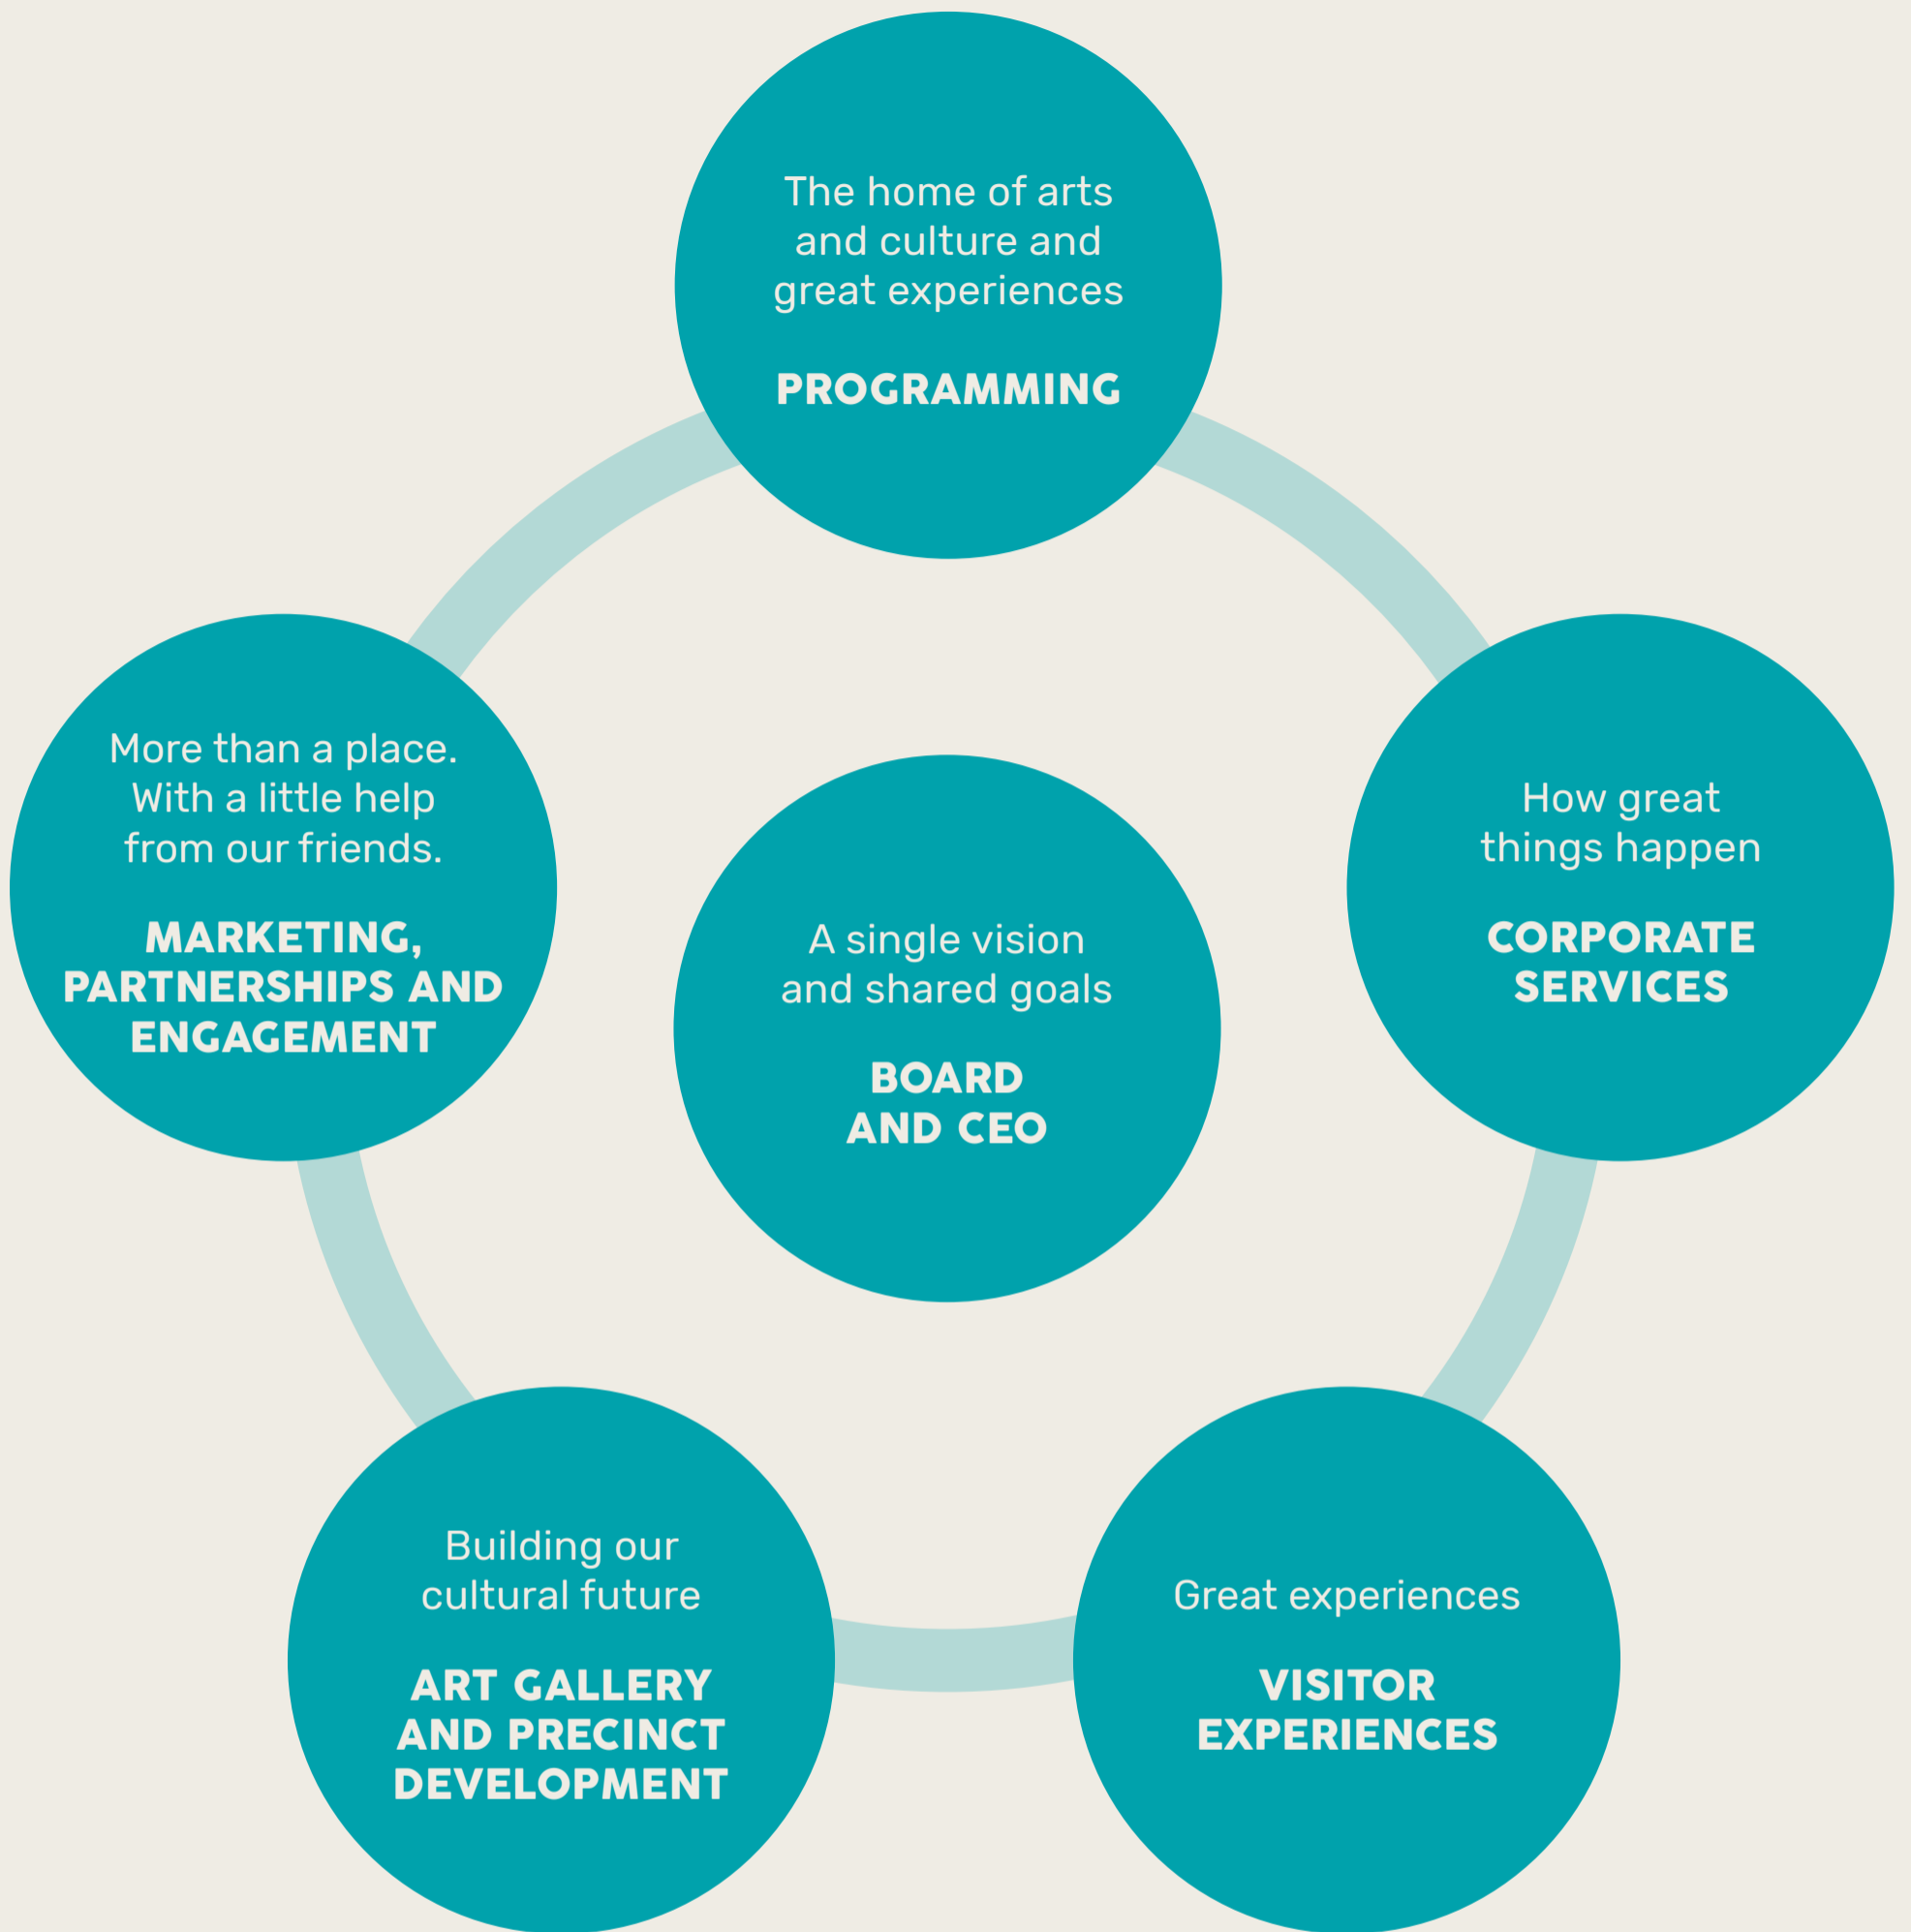 The home of arts
and culture and
great experiences
PROGRAMMING
More than a place.
With a little help
from our friends.
MARKETING,
PARTNERSHIPS AND
ENGAGEMENT
A single vision
and shared goals
BOARD
AND CEO
How great
things happen
CORPORATE
SERVICES
Building our
cultural future
ART GALLERY
AND PRECINCT
DEVELOPMENT
Great experiences
VISITOR
EXPERIENCES